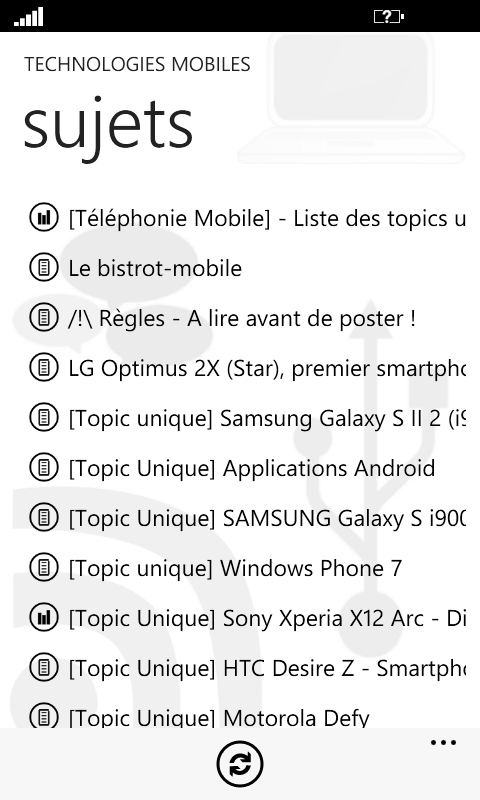 TECHNOLOGIES MOBILES
sujets
[Téléphonie Mobile] - Liste des topics u
Le bistrot-mobile
/!\ Règles - A lire avant de poster !
LG Optimus 2X (Star), premier smartpho
[Topic unique] Samsung Galaxy S II 2 (i9
[Topic Unique] Applications Android
[Topic Unique] SAMSUNG Galaxy S i900
[Topic unique] Windows Phone 7
[Topic Unique] Sony Xperia X12 Arc - Di
[Topic Unique] HTC Desire Z - Smartpho
[Topic Unique] Motorola Defy